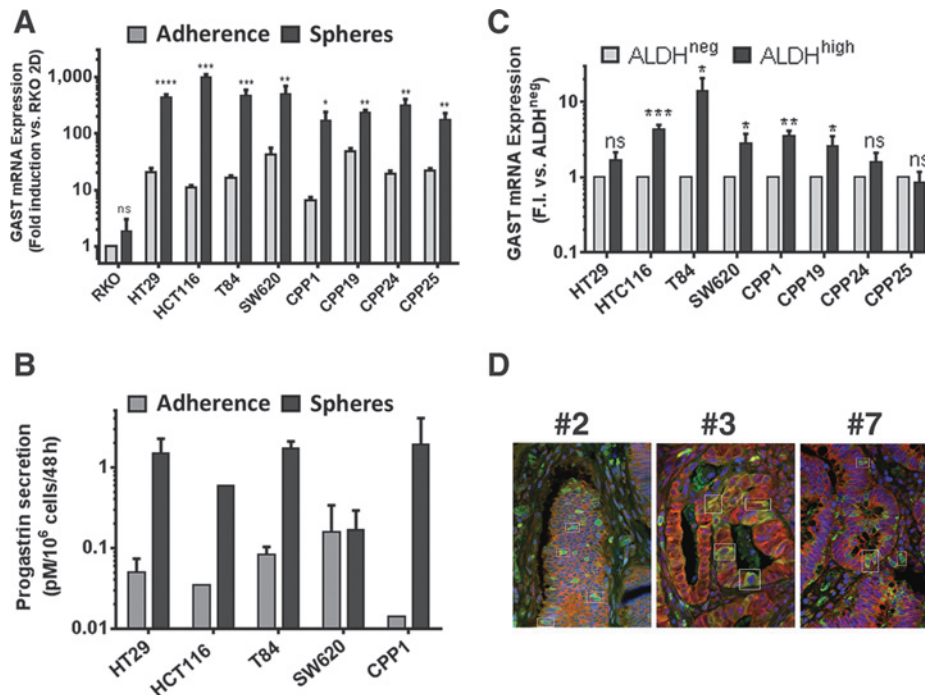 A
Adherence Spheres
GAST mRNA Expression
(Fold induction vs. RKO 2D)
1,000
100
10
1
ns
****
***
***
**
*
**
**
**
RKO
HT29
HCT116
T84
SW620
CPP1
CPP19
CPP24
CPP25
C
ALDHneg ALDHhigh
GAST mRNA Expression
(F.I. vs. ALDHneg)
10
1
0.1
ns
***
*
*
**
*
ns
ns
HT29
HTC116
T84
SW620
CPP1
CPP19
CPP24
CPP25
B
Adherence Spheres
Progastrin secretion
(pM/10⁶ cells/48 h)
1
0.1
0.01
HT29
HCT116
T84
SW620
CPP1
D
#2
#3
#7